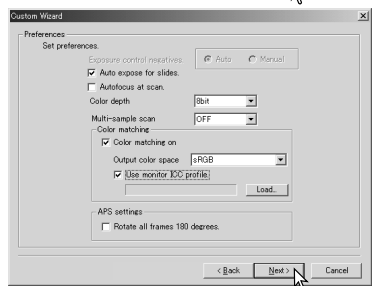 Custom Wizard
Preferences
Set preferences.
Exposure control negatives. Auto Manual
Auto expose for slides.
Autofocus at scan.
Color depth 8bit
Multi-sample scan OFF
Color matching
Color matching on
Output color space sRGB
Use monitor ICC profile.
Load...
APS settings
Rotate all frames 180 degrees.
< Back Next > Cancel